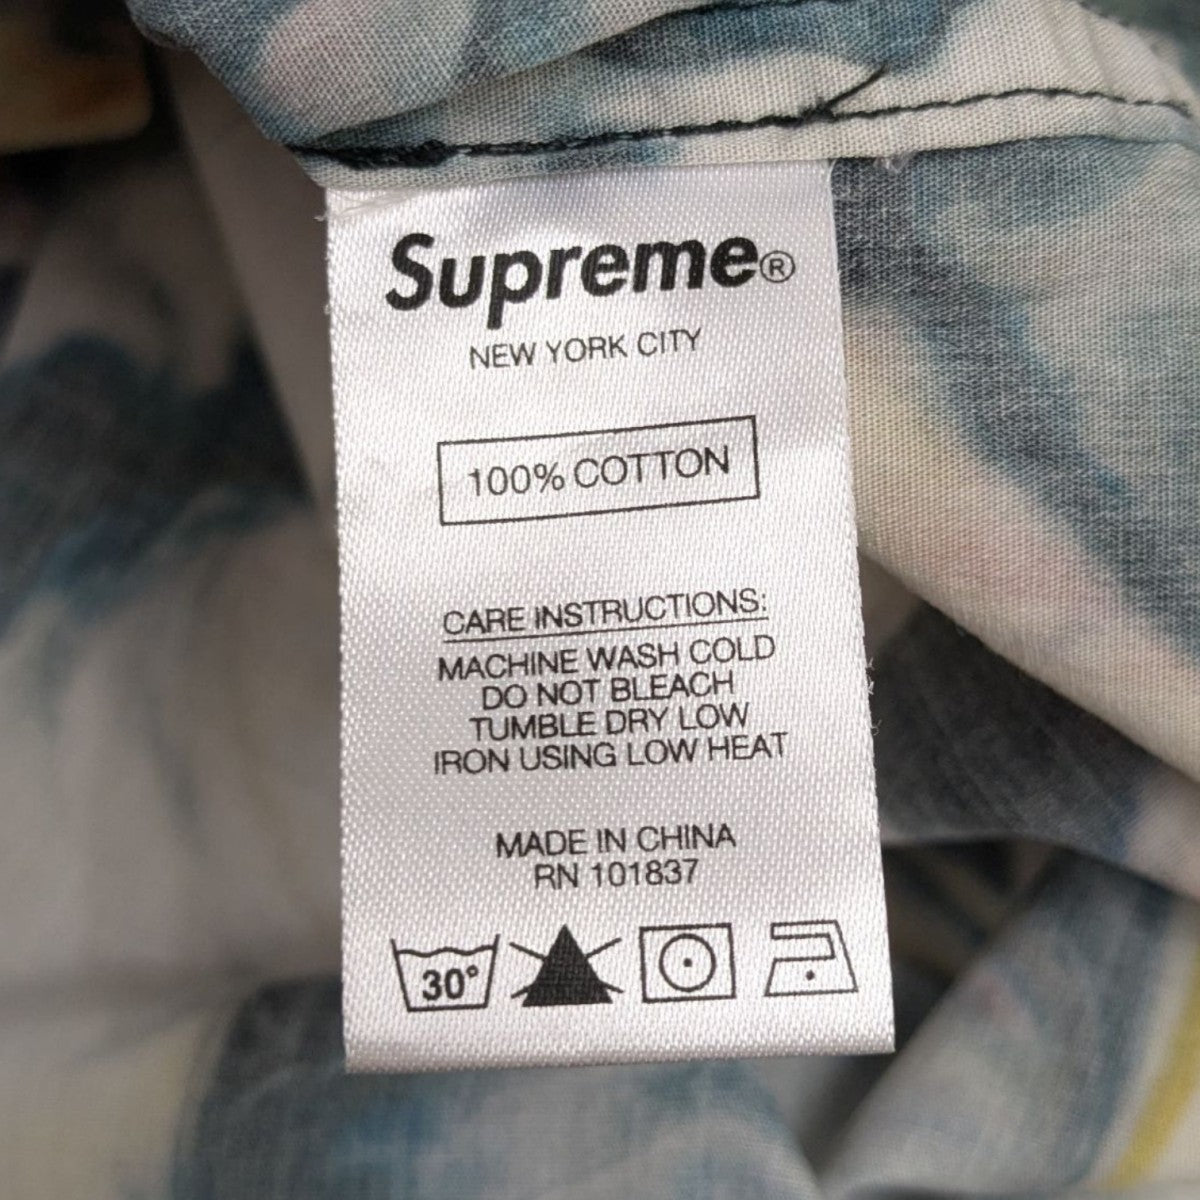 Supreme®
NEW YORK CITY
100% COTTON
CARE INSTRUCTIONS:
MACHINE WASH COLD
DO NOT BLEACH
TUMBLE DRY LOW
IRON USING LOW HEAT
MADE IN CHINA
RN 101837
30°